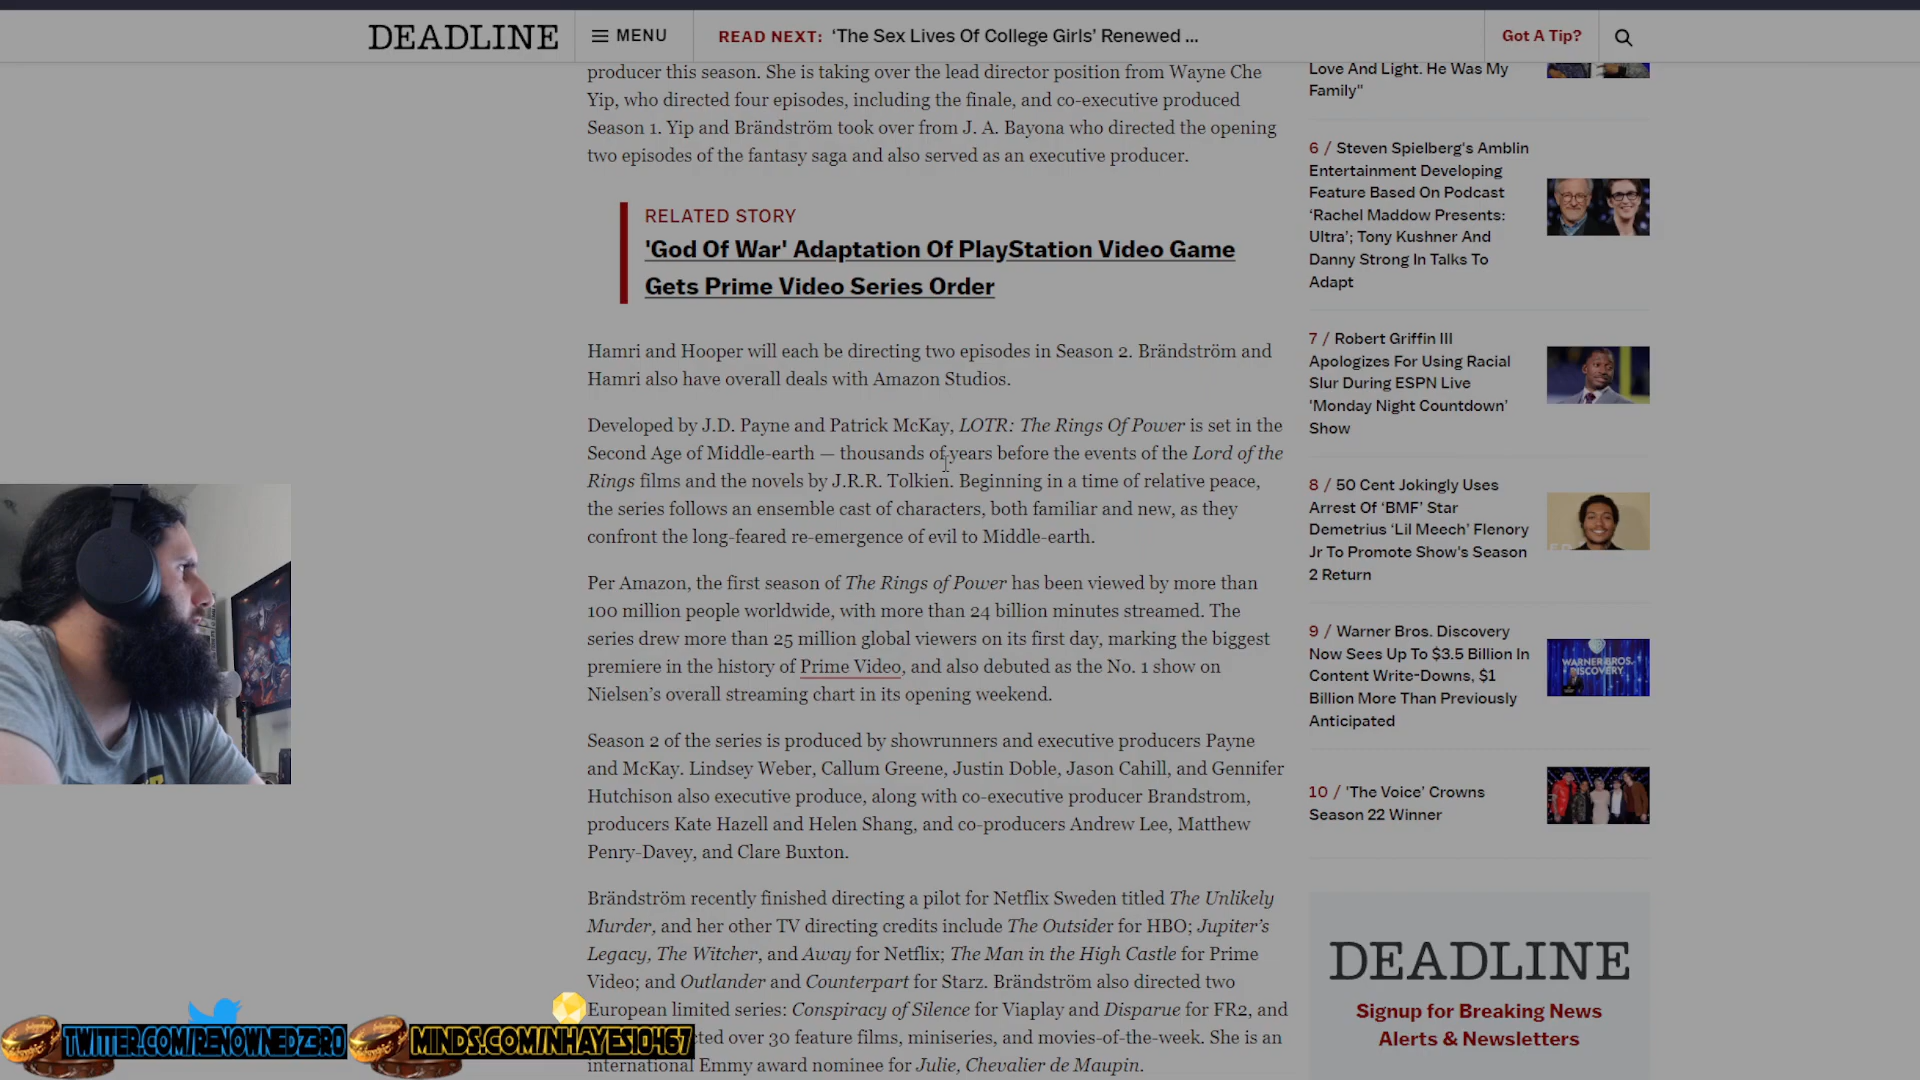 DEADLINE
MENU
READ NEXT: ‘The Sex Lives Of College Girls’ Renewed ...
Got A Tip?
producer this season. She is taking over the lead director position from Wayne Che
Yip, who directed four episodes, including the finale, and co-executive produced
Season 1. Yip and Brändström took over from J. A. Bayona who directed the opening
two episodes of the fantasy saga and also served as an executive producer.
RELATED STORY
'God Of War' Adaptation Of PlayStation Video Game
Gets Prime Video Series Order
Hamri and Hooper will each be directing two episodes in Season 2. Brändström and
Hamri also have overall deals with Amazon Studios.
Developed by J.D. Payne and Patrick McKay, LOTR: The Rings Of Power is set in the
Second Age of Middle-earth — thousands of years before the events of the Lord of the
Rings films and the novels by J.R.R. Tolkien. Beginning in a time of relative peace,
the series follows an ensemble cast of characters, both familiar and new, as they
confront the long-feared re-emergence of evil to Middle-earth.
Per Amazon, the first season of The Rings of Power has been viewed by more than
100 million people worldwide, with more than 24 billion minutes streamed. The
series drew more than 25 million global viewers on its first day, marking the biggest
premiere in the history of Prime Video, and also debuted as the No. 1 show on
Nielsen’s overall streaming chart in its opening weekend.
Season 2 of the series is produced by showrunners and executive producers Payne
and McKay. Lindsey Weber, Callum Greene, Justin Doble, Jason Cahill, and Gennifer
Hutchison also executive produce, along with co-executive producer Brandstrom,
producers Kate Hazell and Helen Shang, and co-producers Andrew Lee, Matthew
Penry-Davey, and Clare Buxton.
Brändström recently finished directing a pilot for Netflix Sweden titled The Unlikely
Murder, and her other TV directing credits include The Outsider for HBO; Jupiter’s
Legacy, The Witcher, and Away for Netflix; The Man in the High Castle for Prime
Video; and Outlander and Counterpart for Starz. Brändström also directed two
European limited series: Conspiracy of Silence for Viaplay and Disparue for FR2, and
cted over 30 feature films, miniseries, and movies-of-the-week. She is an
international Emmy award nominee for Julie, Chevalier de Maupin.
Love And Light. He Was My
Family”
6 / Steven Spielberg‘s Amblin
Entertainment Developing
Feature Based On Podcast
‘Rachel Maddow Presents:
Ultra’; Tony Kushner And
Danny Strong In Talks To
Adapt
7 / Robert Griffin III
Apologizes For Using Racial
Slur During ESPN Live
'Monday Night Countdown'
Show
8 / 50 Cent Jokingly Uses
Arrest Of ‘BMF’ Star
Demetrius ‘Lil Meech’ Flenory
Jr To Promote Show's Season
2 Return
9 / Warner Bros. Discovery
Now Sees Up To $3.5 Billion In
Content Write-Downs, $1
Billion More Than Previously
Anticipated
WARNER BROS.
DISCOVERY
10 / 'The Voice' Crowns
Season 22 Winner
DEADLINE
Signup for Breaking News
Alerts & Newsletters
TWITTER.COM/RENOWNEDZ3R0
MINDS.COM/NHAYES10467